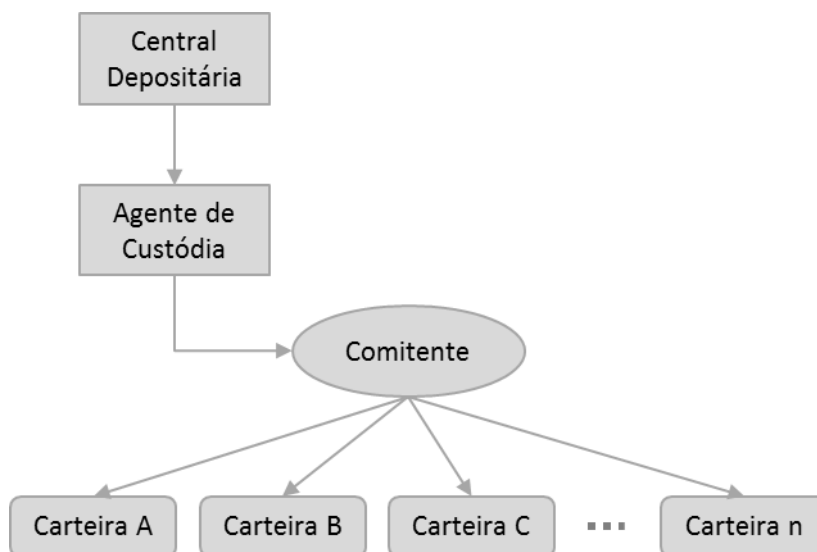 Central
Depositária
Agente de
Custódia
Comitente
Carteira A
Carteira B
Carteira C
...
Carteira n